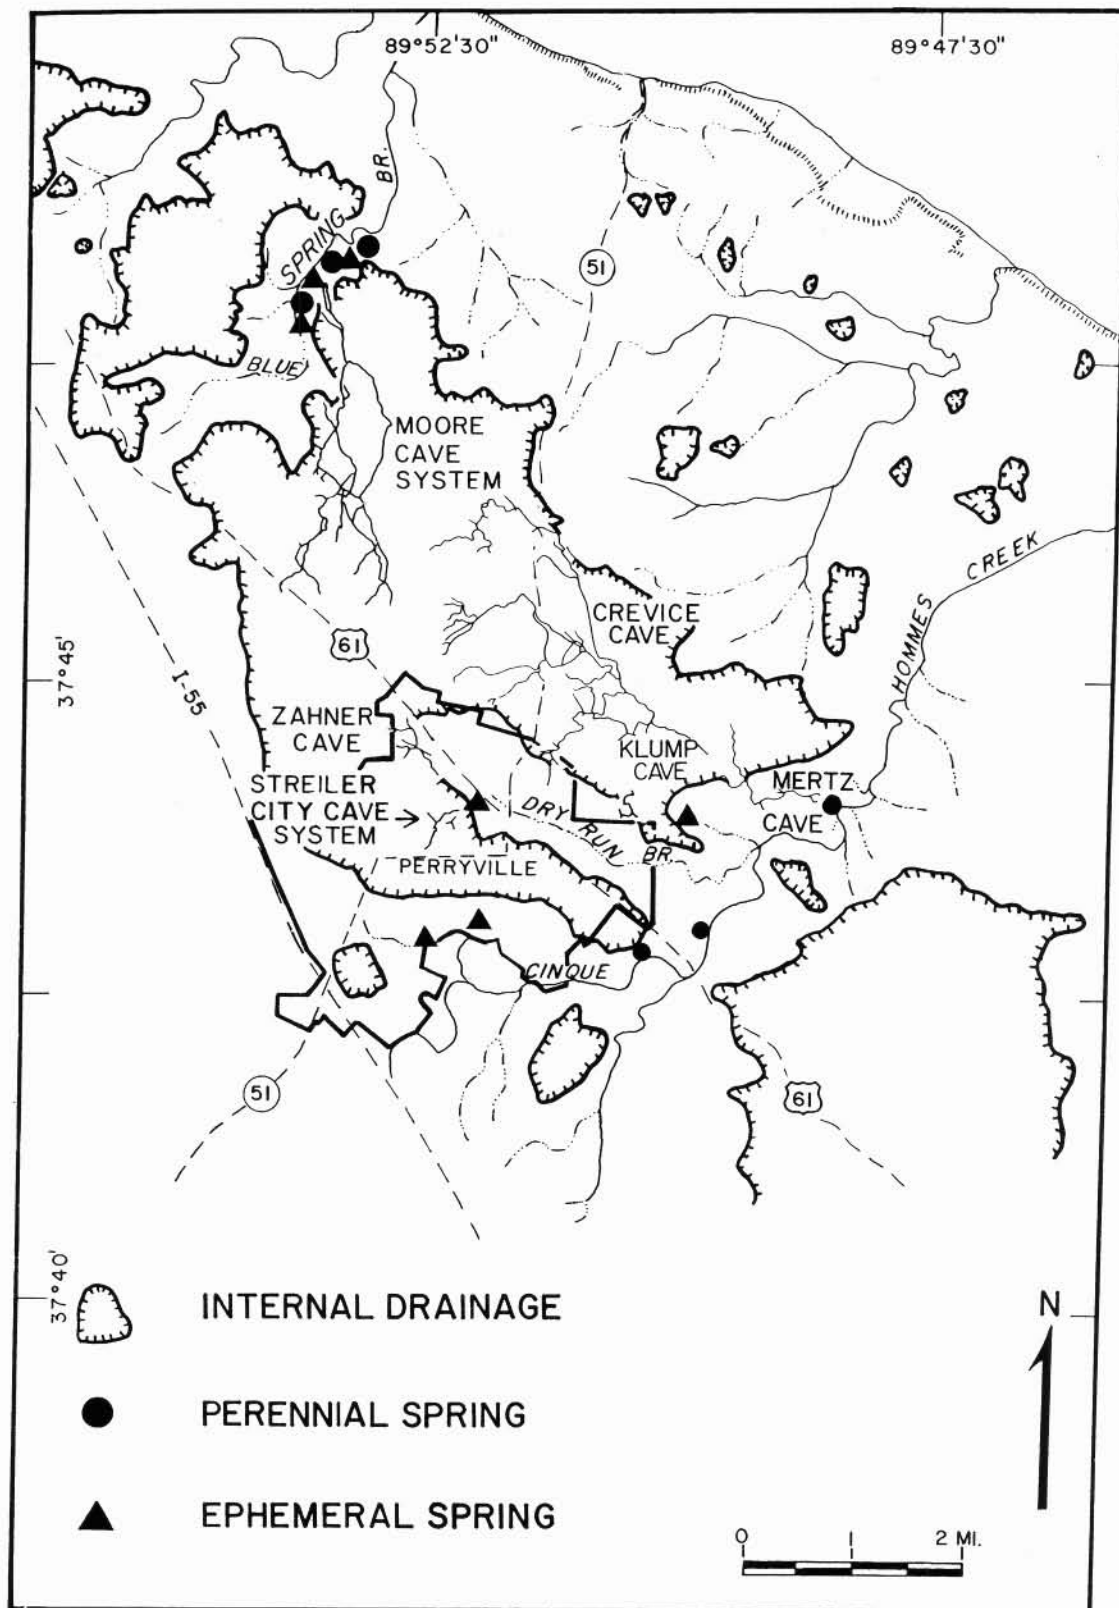 89°52'30"
89°47'30"
BR.
SPRING
51
BLUE
MOORE
CAVE
SYSTEM
CREEK
HOMMES
CREVICE
CAVE
61
37°45'
I-55
ZAHNER
CAVE
KLUMP
CAVE
STREILER
CITY CAVE
SYSTEM
MERTZ
CAVE
DRY RUN
BR.
PERRYVILLE
CINQUE
51
61
37°40'
INTERNAL DRAINAGE
N
PERENNIAL SPRING
EPHEMERAL SPRING
0 1 2 MI.